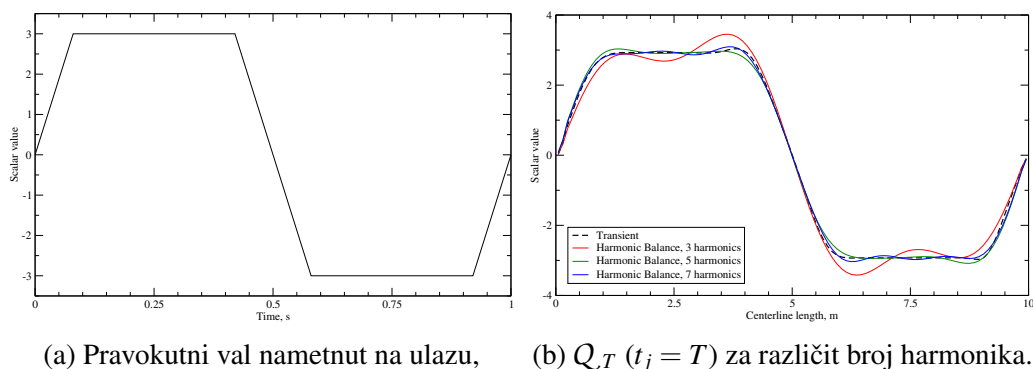 3
2
1
0
-1
-2
-3
Scalar value
0
0.25
0.5
0.75
1
Time, s
4
2
0
-2
-4
Scalar value
Transient
Harmonic Balance, 3 harmonics
Harmonic Balance, 5 harmonics
Harmonic Balance, 7 harmonics
0
2.5
5
7.5
10
Centerline length, m
(a) Pravokutni val nametnut na ulazu,
(b) Q,T (tj = T) za različit broj harmonika.